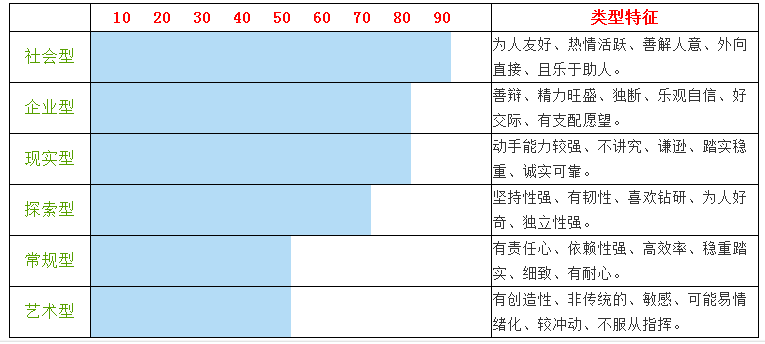 10 20 30 40 50 60 70 80 90 类型特征
社会型
为人友好、热情活跃、善解人意、外向
直接、且乐于助人。
企业型
善辩、精力旺盛、独断、乐观自信、好
交际、有支配愿望。
现实型
动手能力较强、不讲究、谦逊、踏实稳
重、诚实可靠。
探索型
坚持性强、有韧性、喜欢钻研、为人好
奇、独立性强。
常规型
有责任心、依赖性强、高效率、稳重踏
实、细致、有耐心。
艺术型
有创造性、非传统的、敏感、可能易情
绪化、较冲动、不服从指挥。